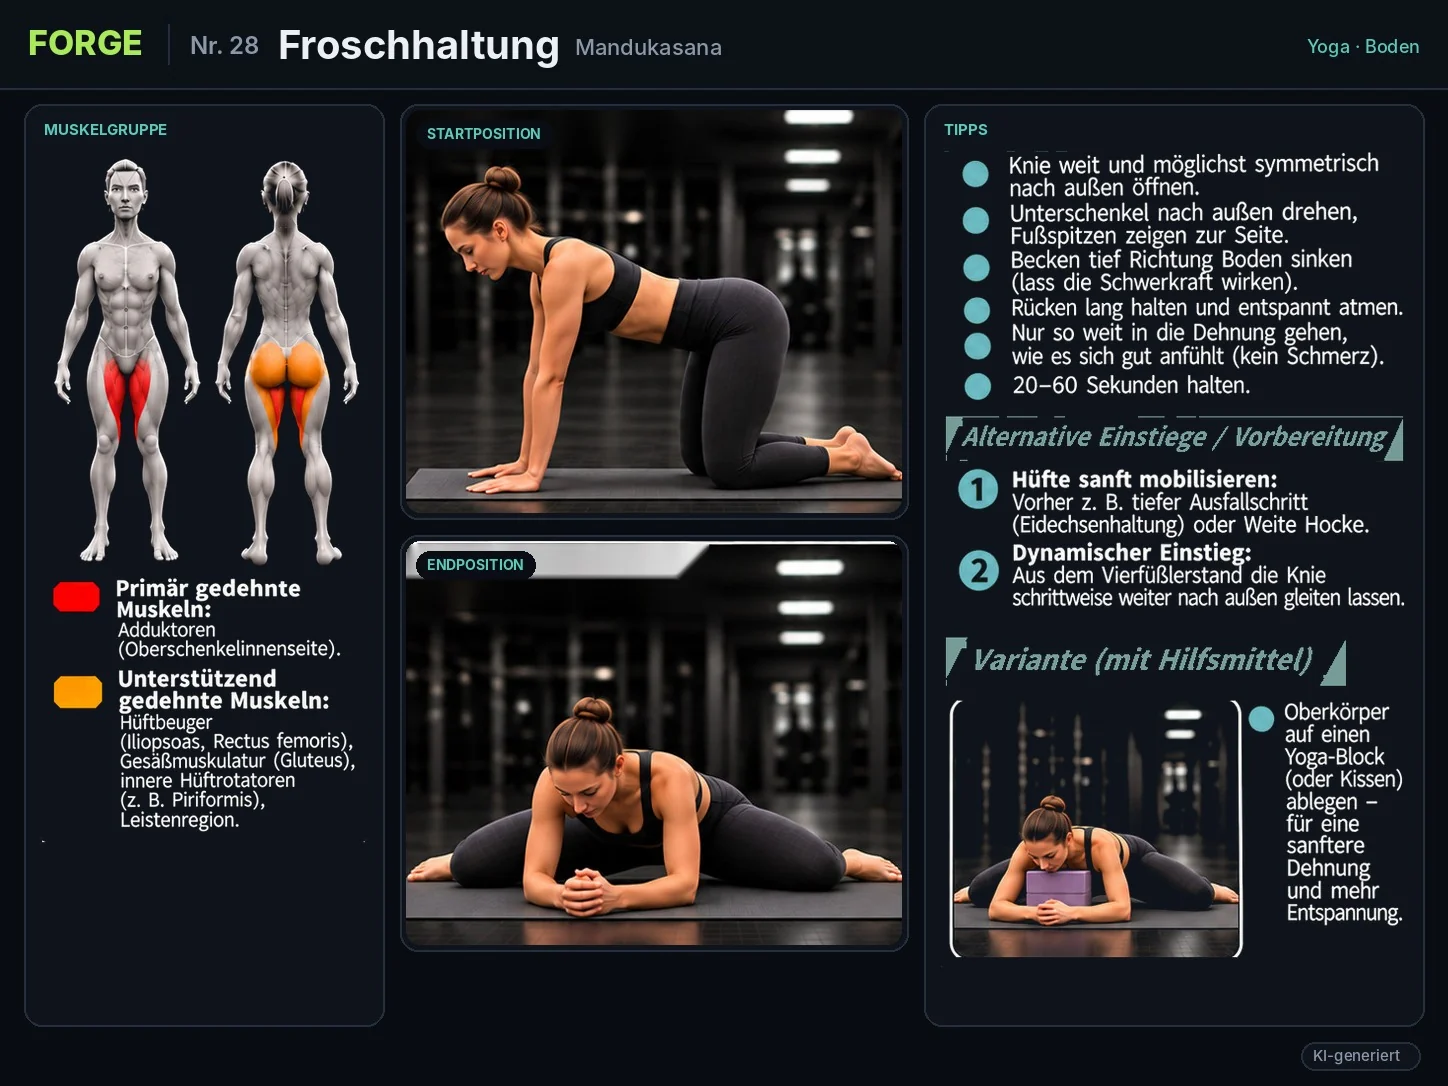 FORGE
Nr. 28
Froschhaltung
Mandukasana
Yoga · Boden
MUSKELGRUPPE
Primär gedehnte
Muskeln:
Adduktoren
(Oberschenkelinnenseite).
Unterstützend
gedehnte Muskeln:
Hüftbeuger
(Iliopsoas, Rectus femoris),
Gesäßmuskulatur (Gluteus),
innere Hüftrotatoren
(z. B. Piriformis),
Leistenregion.
STARTPOSITION
ENDPOSITION
TIPPS
Knie weit und möglichst symmetrisch
nach außen öffnen.
Unterschenkel nach außen drehen,
Fußspitzen zeigen zur Seite.
Becken tief Richtung Boden sinken
(lass die Schwerkraft wirken).
Rücken lang halten und entspannt atmen.
Nur so weit in die Dehnung gehen,
wie es sich gut anfühlt (kein Schmerz).
20–60 Sekunden halten.
Alternative Einstiege / Vorbereitung
1 Hüfte sanft mobilisieren:
Vorher z. B. tiefer Ausfallschritt
(Eidechsenhaltung) oder Weite Hocke.
2 Dynamischer Einstieg:
Aus dem Vierfüßlerstand die Knie
schrittweise weiter nach außen gleiten lassen.
Variante (mit Hilfsmittel)
Oberkörper
auf einen
Yoga-Block
(oder Kissen)
ablegen –
für eine
sanftere
Dehnung
und mehr
Entspannung.
KI-generiert